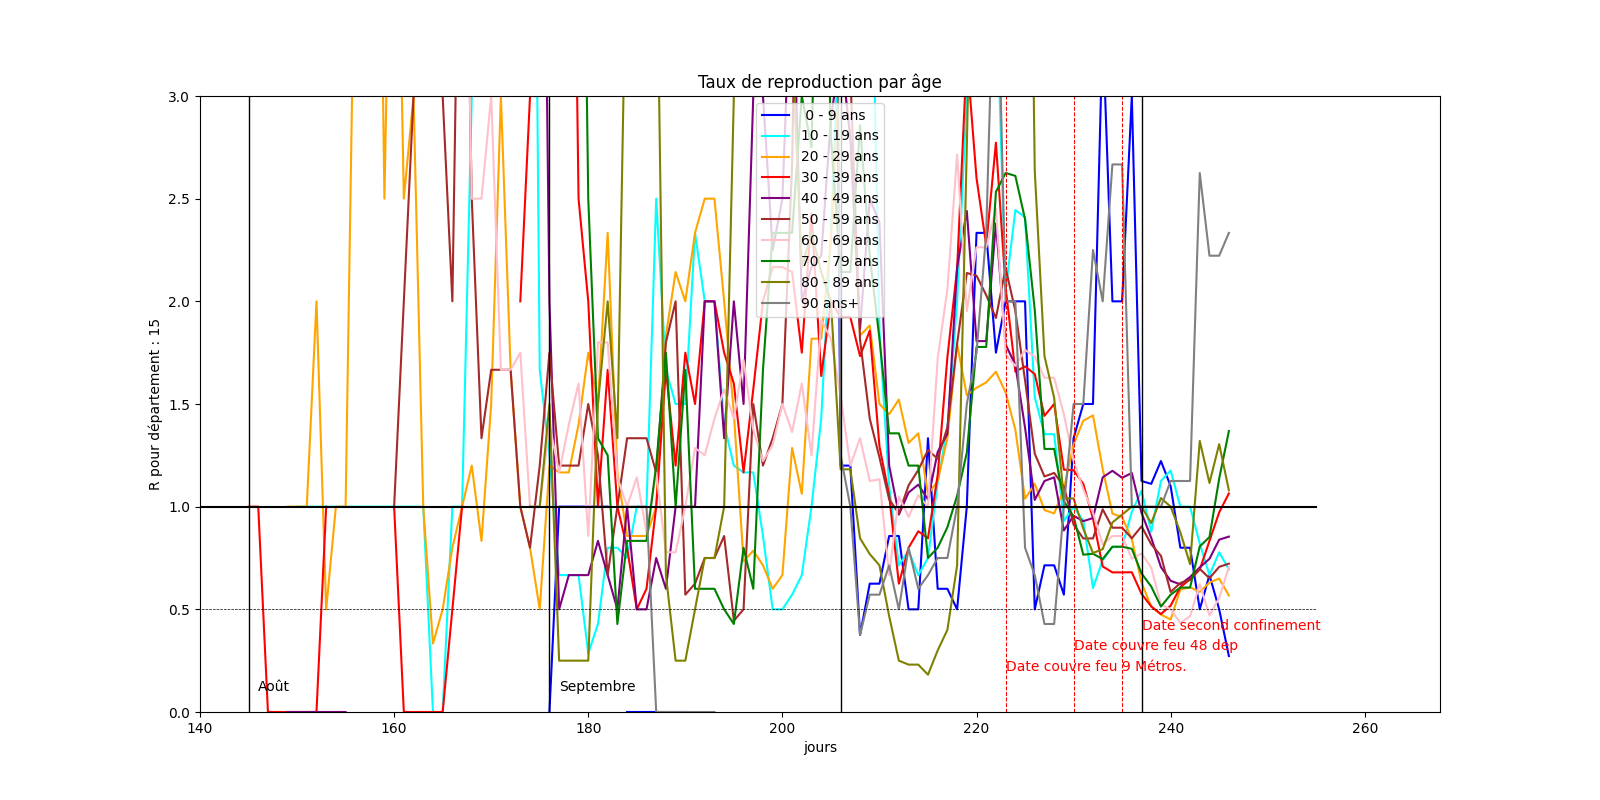 Taux de reproduction par âge
R pour département : 15
3.0
2.5
2.0
1.5
1.0
0.5
0.0
0 - 9 ans
10 - 19 ans
20 - 29 ans
30 - 39 ans
40 - 49 ans
50 - 59 ans
60 - 69 ans
70 - 79 ans
80 - 89 ans
90 ans+
Date second confinement
Date couvre feu 48 dep
Date couvre feu 9 Métros.
Août
Septembre
140
160
180
200
220
240
260
jours